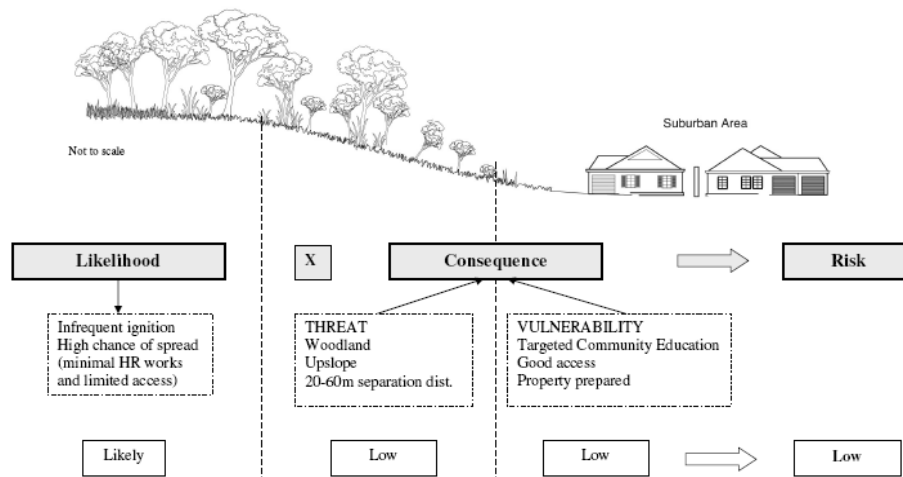 Suburban Area
Not to scale
Likelihood
X
Consequence
Risk
Infrequent ignition
High chance of spread
(minimal HR works
and limited access)
THREAT
Woodland
Upslope
20-60m separation dist.
VULNERABILITY
Targeted Community Education
Good access
Property prepared
Likely
Low
Low
Low